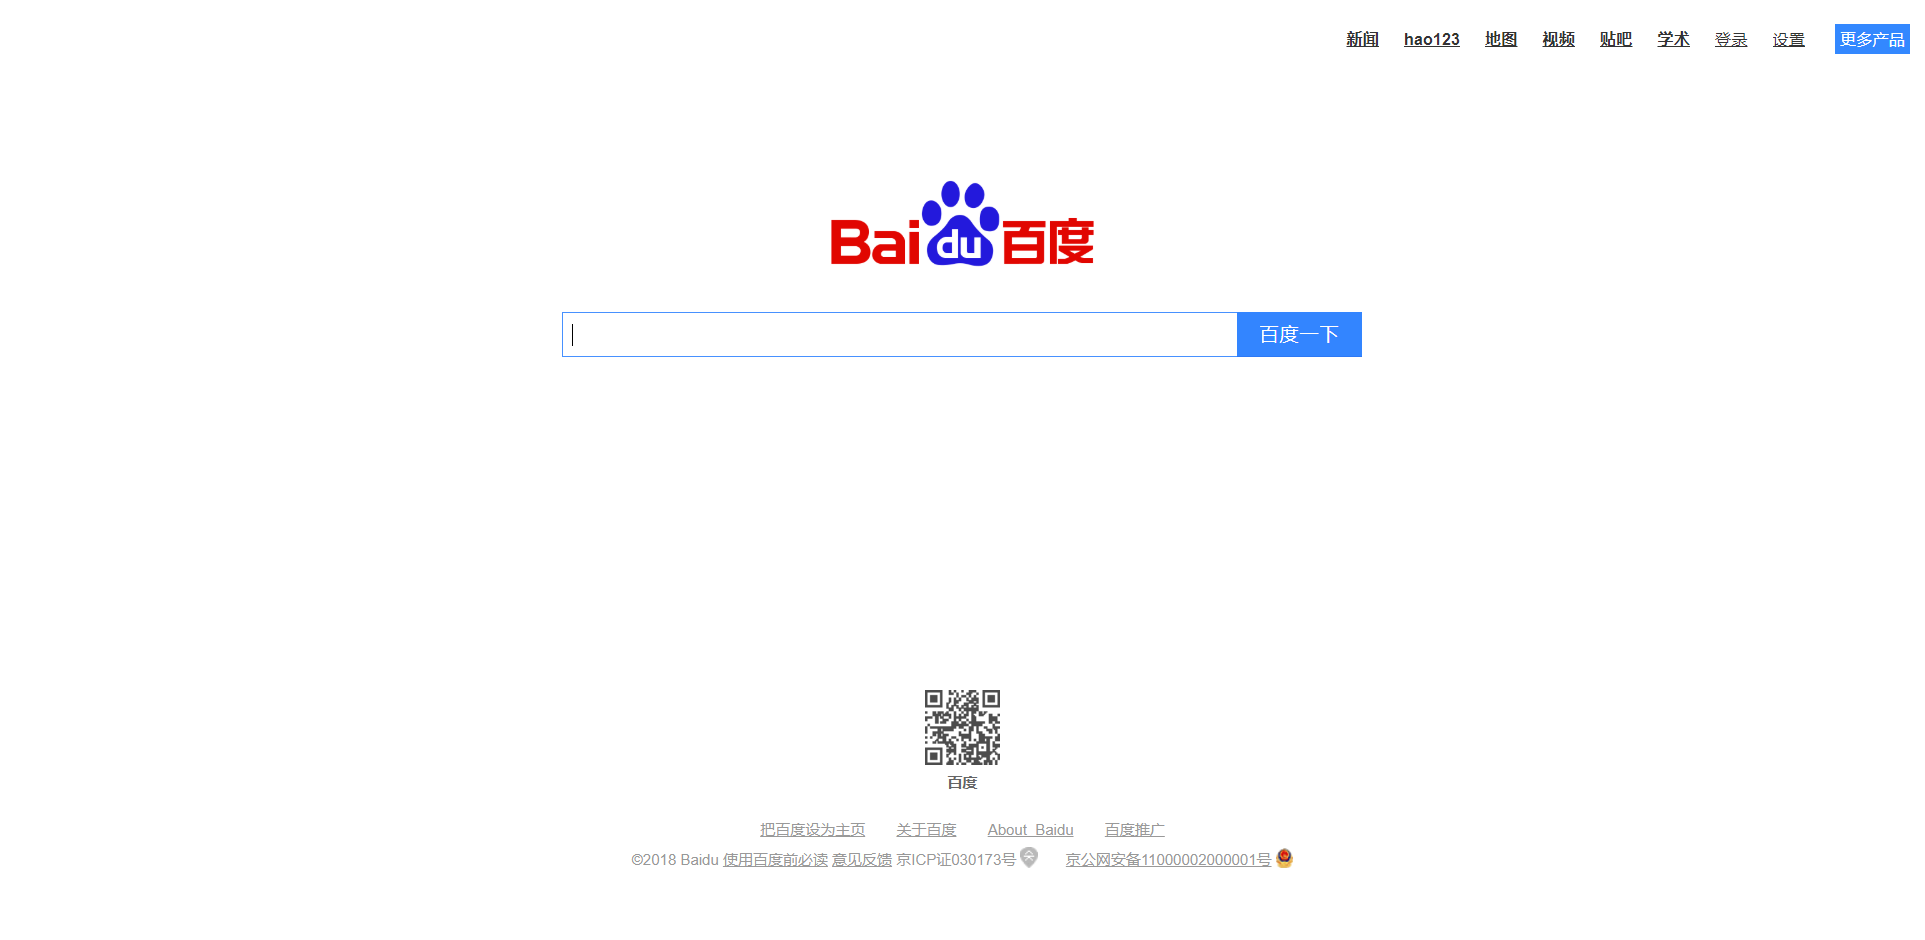 新闻 hao123 地图 视频 贴吧 学术 登录 设置 更多产品
Baidu百度
百度一下
百度
把百度设为主页 关于百度 About Baidu 百度推广
©2018 Baidu 使用百度前必读 意见反馈 京ICP证030173号 京公网安备11000002000001号